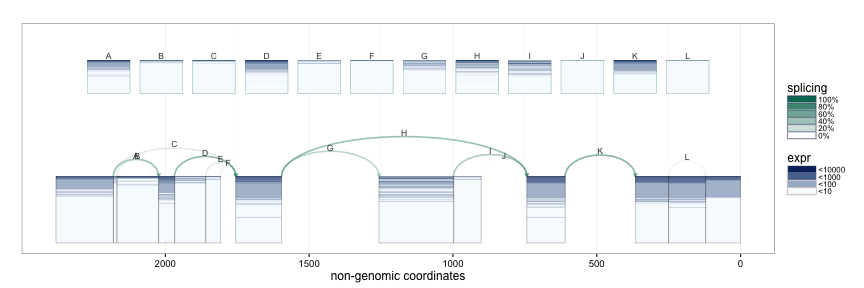 A B C D E F G H I J K L
splicing
100%
80%
60%
40%
20%
0%
expr
<10000
<1000
<100
<10
H
C
G
K
D
I
J
B
E
F
L
2000 1500 1000 500 0
non-genomic coordinates